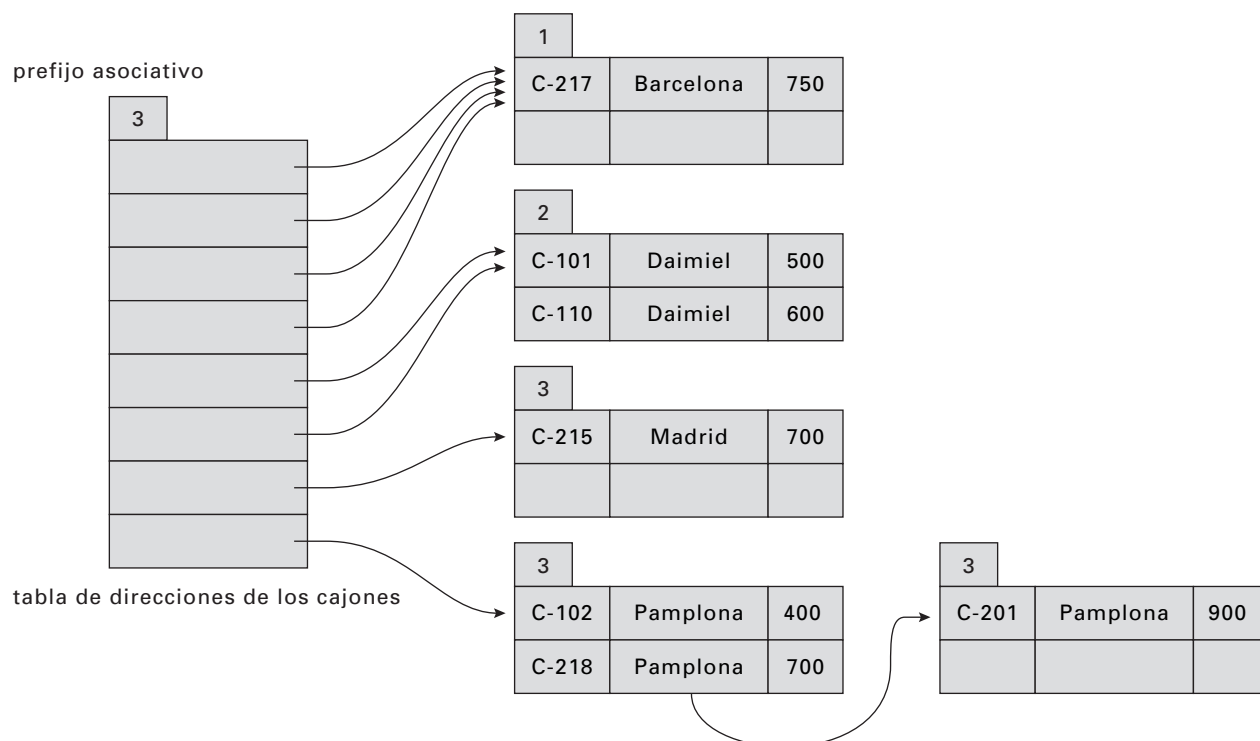 prefijo asociativo
3
tabla de direcciones de los cajones
1
C-217 Barcelona 750
2
C-101 Daimiel 500
C-110 Daimiel 600
3
C-215 Madrid 700
3
C-102 Pamplona 400
C-218 Pamplona 700
3
C-201 Pamplona 900